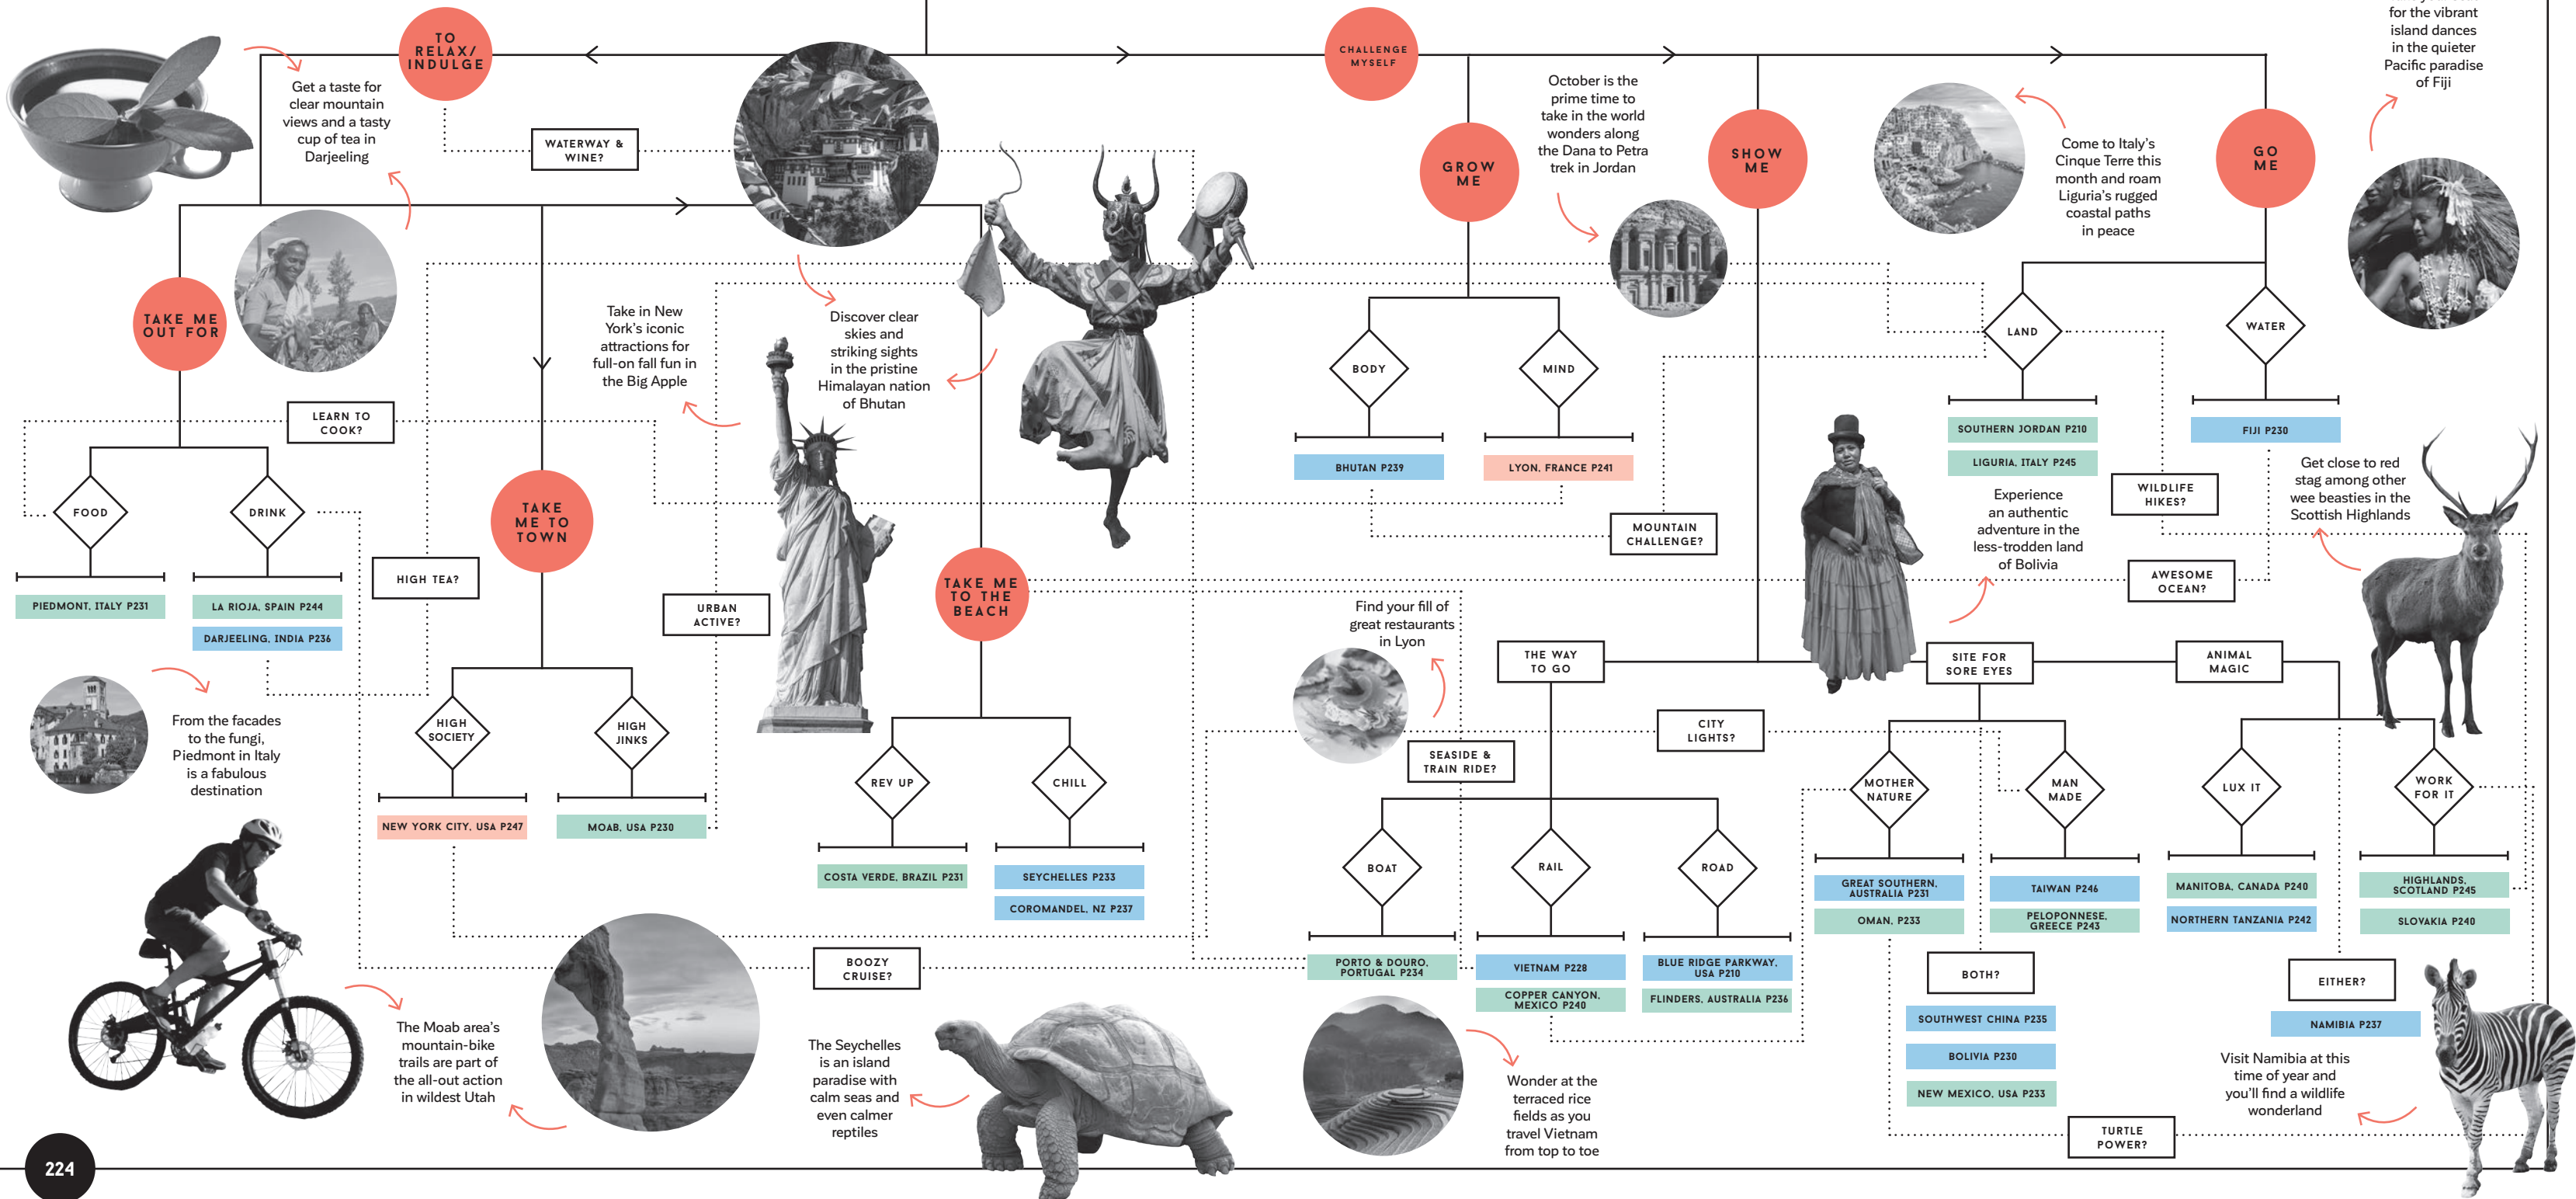 TO
RELAX/
INDULGE
CHALLENGE
MYSELF
for the vibrant
island dances
in the quieter
Pacific paradise
of Fiji
Get a taste for
clear mountain
views and a tasty
cup of tea in
Darjeeling
WATERWAY &
WINE?
October is the
prime time to
take in the world
wonders along
the Dana to Petra
trek in Jordan
GROW
ME
SHOW
ME
Come to Italy's
Cinque Terre this
month and roam
Liguria's rugged
coastal paths
in peace
GO
ME
TAKE ME
OUT FOR
Take in New
York's iconic
attractions for
full-on fall fun in
the Big Apple
Discover clear
skies and
striking sights
in the pristine
Himalayan nation
of Bhutan
BODY
MIND
LAND
WATER
LEARN TO
COOK?
BHUTAN P239
LYON, FRANCE P241
SOUTHERN JORDAN P210
LIGURIA, ITALY P245
FIJI P230
FOOD
DRINK
TAKE
ME TO
TOWN
MOUNTAIN
CHALLENGE?
Experience
an authentic
adventure in the
less-trodden land
of Bolivia
WILDLIFE
HIKES?
Get close to red
stag among other
wee beasties in the
Scottish Highlands
HIGH TEA?
PIEDMONT, ITALY P231
LA RIOJA, SPAIN P244
DARJEELING, INDIA P236
URBAN
ACTIVE?
TAKE ME
TO THE
BEACH
AWESOME
OCEAN?
Find your fill of
great restaurants
in Lyon
THE WAY
TO GO
SITE FOR
SORE EYES
ANIMAL
MAGIC
From the facades
to the fungi,
Piedmont in Italy
is a fabulous
destination
HIGH
SOCIETY
HIGH
JINKS
CITY
LIGHTS?
SEASIDE &
TRAIN RIDE?
REV UP
CHILL
MOTHER
NATURE
MAN
MADE
LUX IT
WORK
FOR IT
NEW YORK CITY, USA P247
MOAB, USA P230
BOAT
RAIL
ROAD
COSTA VERDE, BRAZIL P231
SEYCHELLES P233
COROMANDEL, NZ P237
GREAT SOUTHERN,
AUSTRALIA P231
OMAN, P233
TAIWAN P246
PELOPONNESE,
GREECE P243
MANITOBA, CANADA P240
NORTHERN TANZANIA P242
HIGHLANDS,
SCOTLAND P245
SLOVAKIA P240
BOOZY
CRUISE?
PORTO & DOURO,
PORTUGAL P234
VIETNAM P228
COPPER CANYON,
MEXICO P240
BLUE RIDGE PARKWAY,
USA P210
FLINDERS, AUSTRALIA P236
BOTH?
SOUTHWEST CHINA P235
BOLIVIA P230
NEW MEXICO, USA P233
EITHER?
NAMIBIA P237
The Moab area's
mountain-bike
trails are part of
the all-out action
in wildest Utah
The Seychelles
is an island
paradise with
calm seas and
even calmer
reptiles
Wonder at the
terraced rice
fields as you
travel Vietnam
from top to toe
Visit Namibia at this
time of year and
you'll find a wildlife
wonderland
TURTLE
POWER?
224